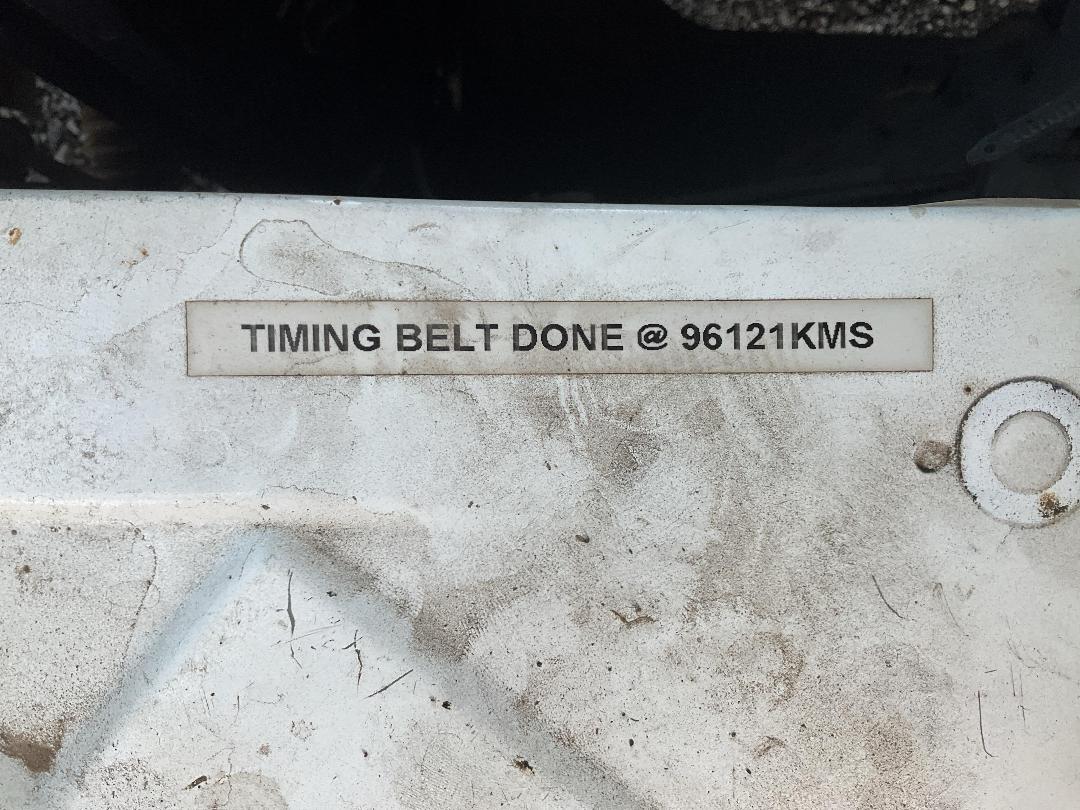 TIMING BELT DONE @ 96121KMS